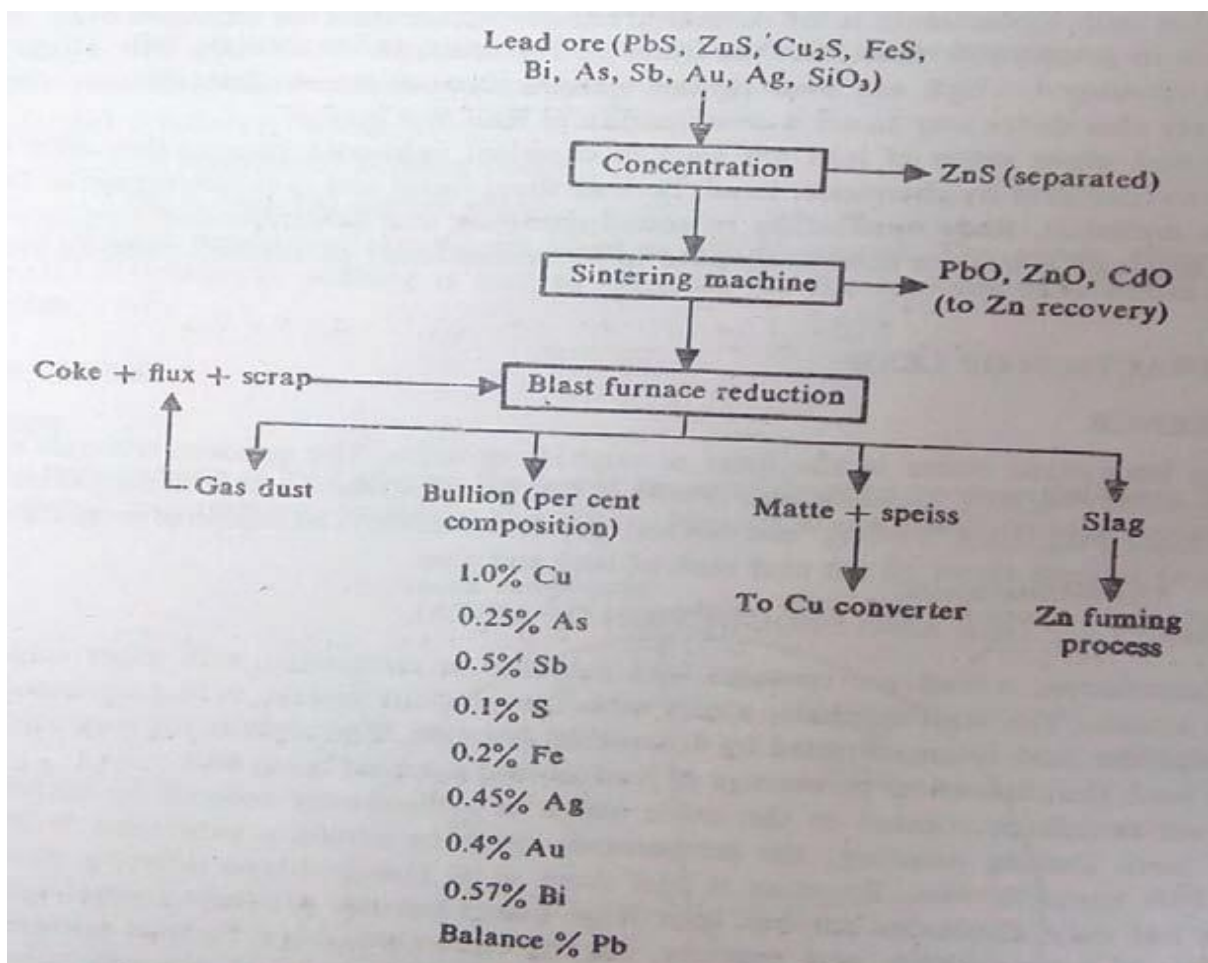 Lead ore (PbS, ZnS, Cu₂S, FeS,
Bi, As, Sb, Au, Ag, SiO₃)
Concentration
ZnS (separated)
Sintering machine
PbO, ZnO, CdO
(to Zn recovery)
Coke + flux + scrap
Blast furnace reduction
Gas dust
Bullion (per cent
composition)
1.0% Cu
0.25% As
0.5% Sb
0.1% S
0.2% Fe
0.45% Ag
0.4% Au
0.57% Bi
Balance % Pb
Matte + speiss
To Cu converter
Slag
Zn fuming
process